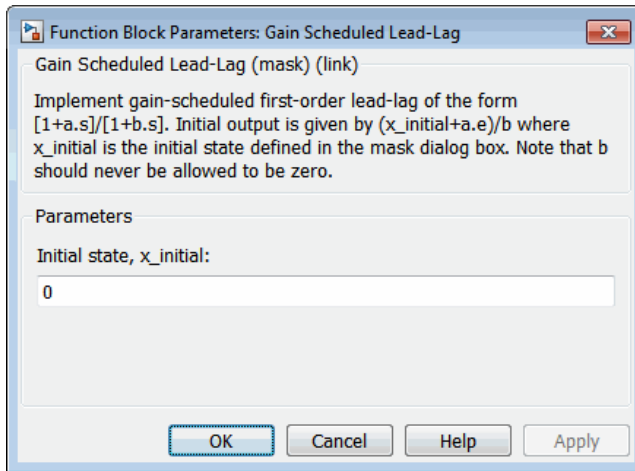 Function Block Parameters: Gain Scheduled Lead-Lag
Gain Scheduled Lead-Lag (mask) (link)
Implement gain-scheduled first-order lead-lag of the form
[1+a.s]/[1+b.s]. Initial output is given by (x_initial+a.e)/b where
x_initial is the initial state defined in the mask dialog box. Note that b
should never be allowed to be zero.
Parameters
Initial state, x_initial:
0
OK Cancel Help Apply